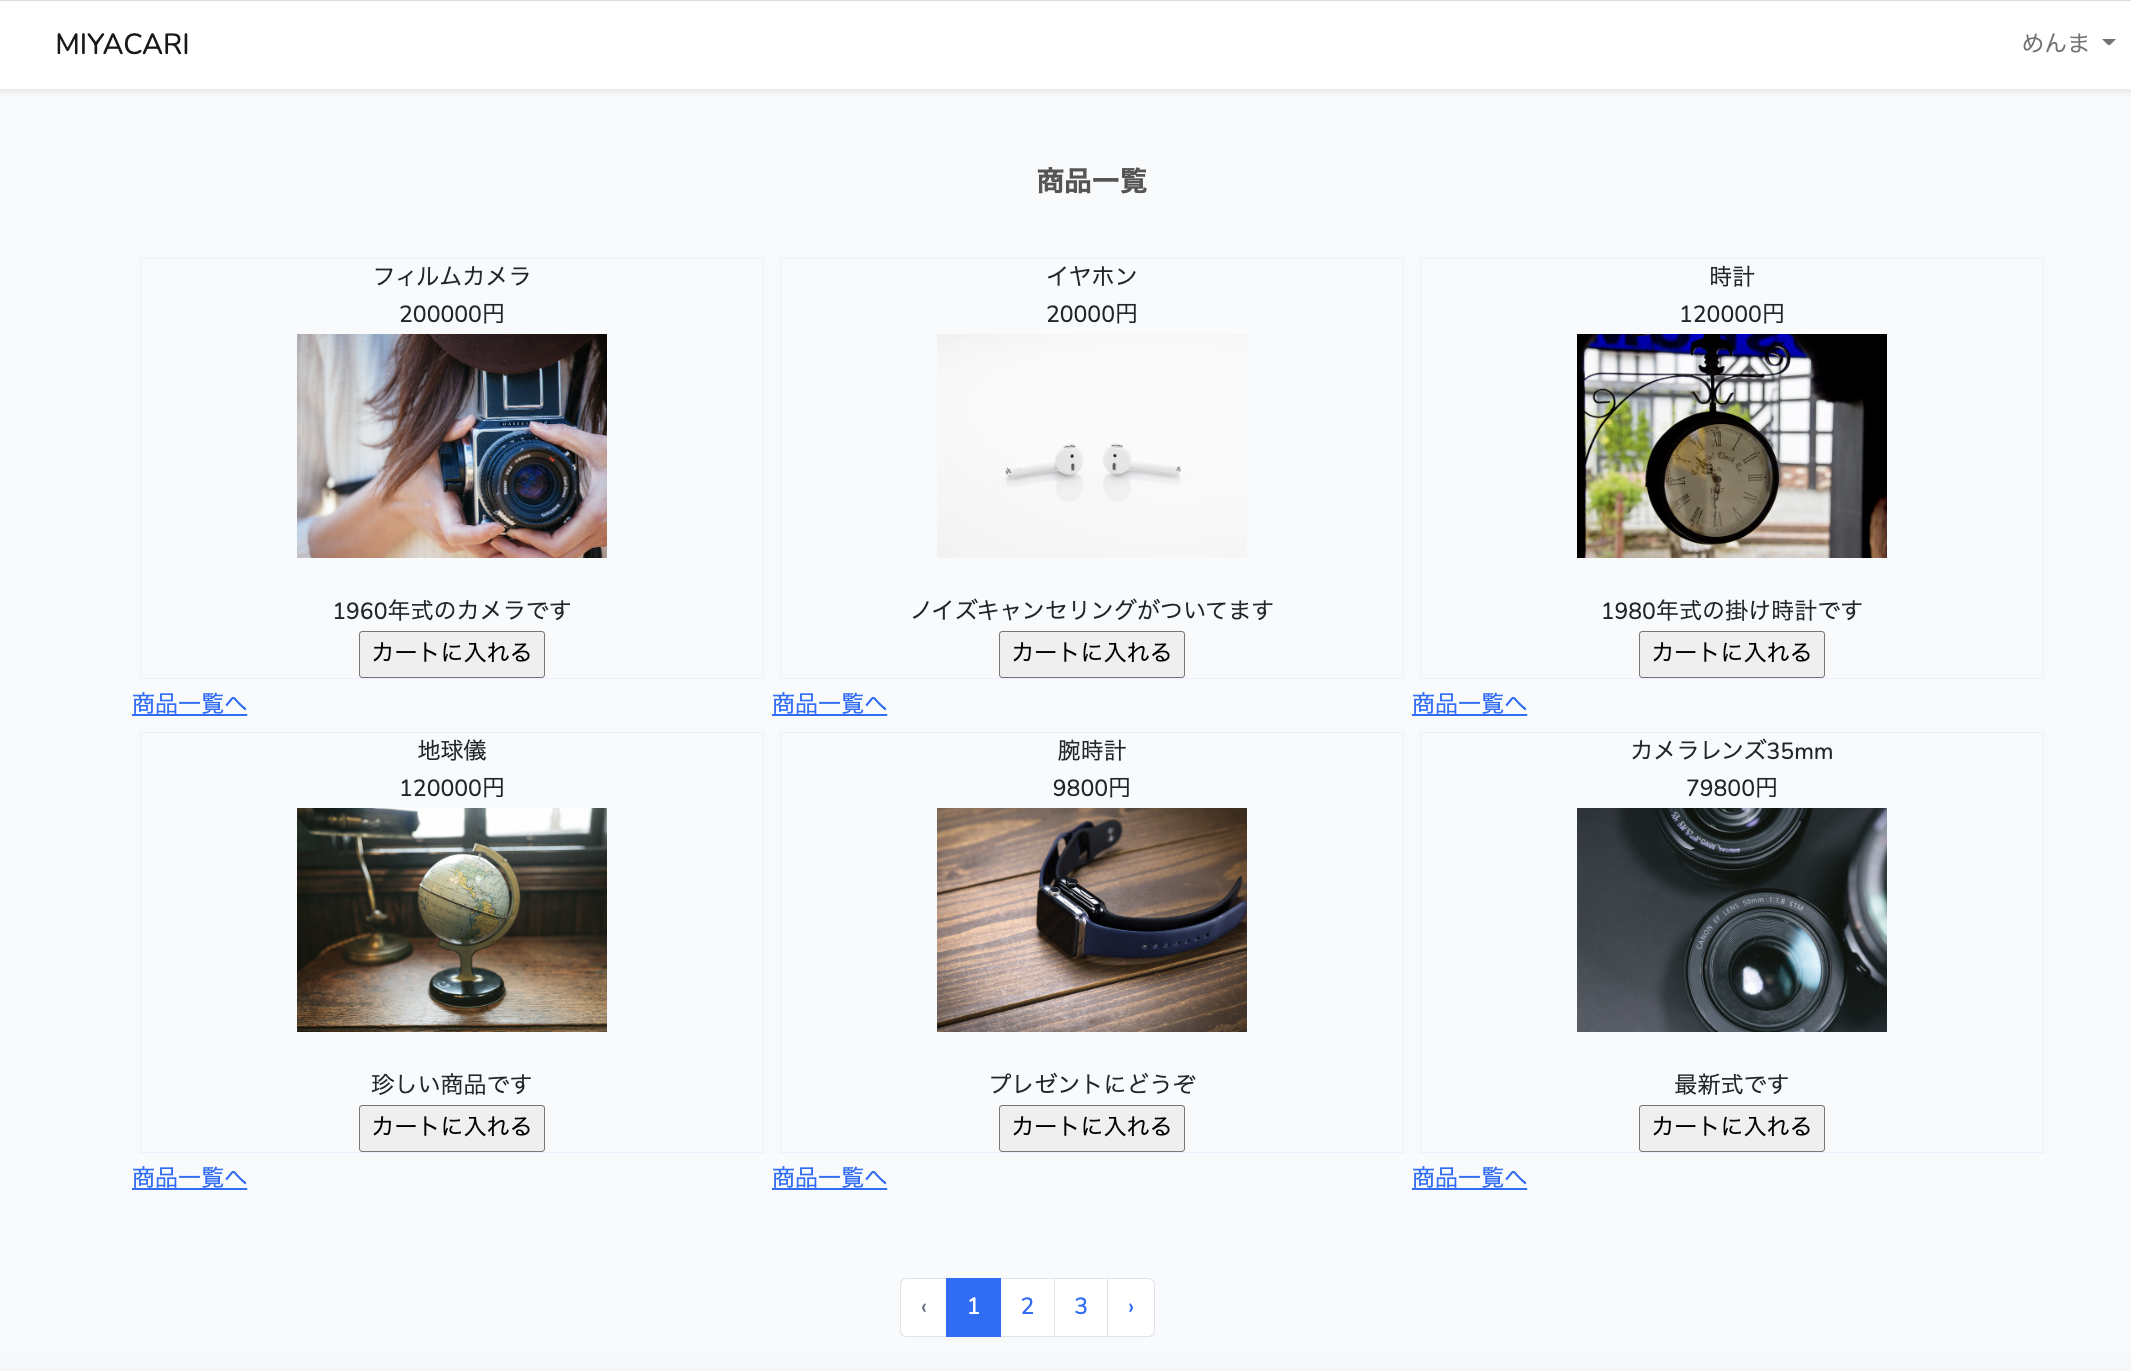 MIYACARI
めんま
商品一覧
フィルムカメラ
200000円
HASSELBLAD
1960年式のカメラです
カートに入れる
商品一覧へ
イヤホン
20000円
ノイズキャンセリングがついてます
カートに入れる
商品一覧へ
時計
120000円
1980年式の掛け時計です
カートに入れる
商品一覧へ
地球儀
120000円
珍しい商品です
カートに入れる
商品一覧へ
腕時計
9800円
プレゼントにどうぞ
カートに入れる
商品一覧へ
カメラレンズ35mm
79800円
CANON EF LENS 50mm 1:1.8 STM
最新式です
カートに入れる
商品一覧へ
‹ 1 2 3 ›